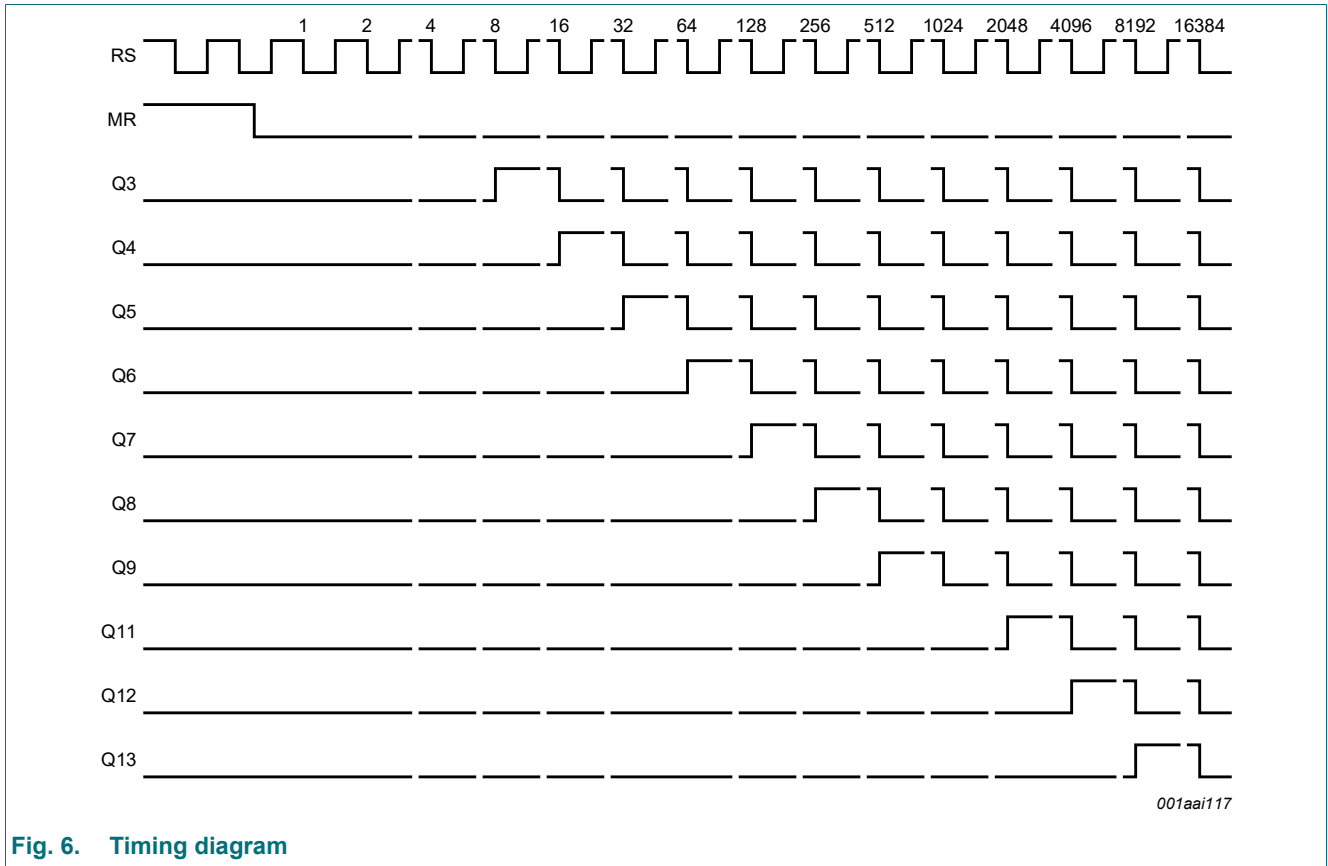 1 2 4 8 16 32 64 128 256 512 1024 2048 4096 8192 16384
RS
MR
Q3
Q4
Q5
Q6
Q7
Q8
Q9
Q11
Q12
Q13
001aai117
Fig. 6. Timing diagram